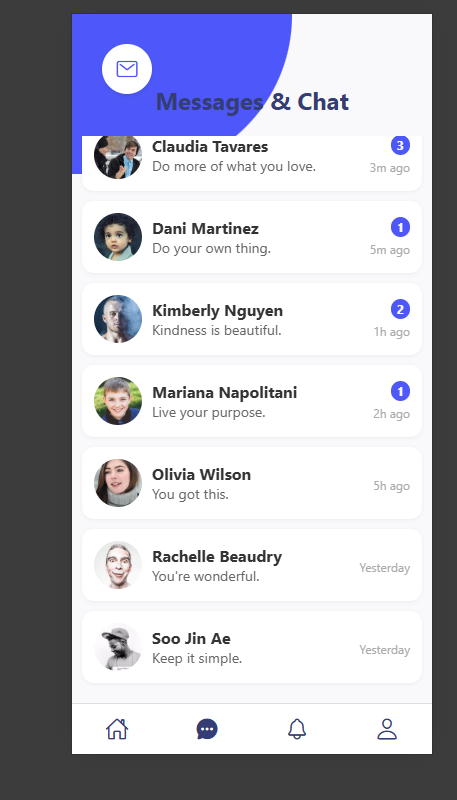 Messages & Chat
Claudia Tavares
3
Do more of what you love.
3m ago
Dani Martinez
1
Do your own thing.
5m ago
Kimberly Nguyen
2
Kindness is beautiful.
1h ago
Mariana Napolitani
1
Live your purpose.
2h ago
Olivia Wilson
You got this.
5h ago
Rachelle Beaudry
You're wonderful.
Yesterday
Soo Jin Ae
Keep it simple.
Yesterday